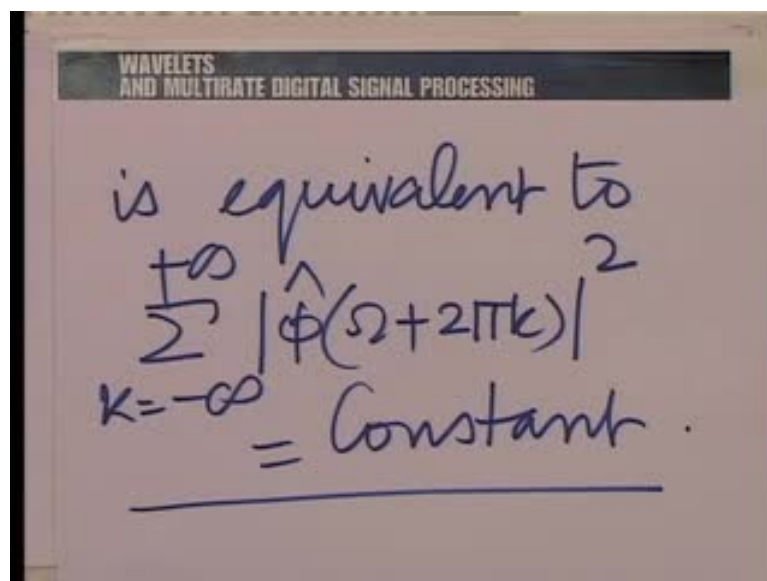 WAVELETS
AND MULTIRATE DIGITAL SIGNAL PROCESSING
is equivalent to
+∞
∑ |φ̂(Ω+2πk)|²
K=-∞
= Constant.